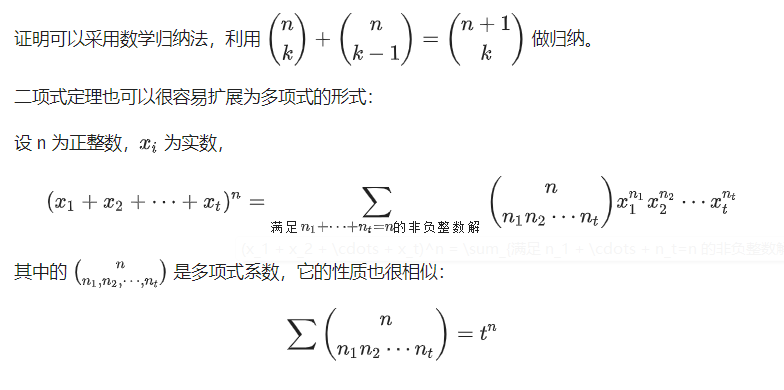 证明可以采用数学归纳法，利用 $\binom{n}{k} + \binom{n}{k-1} = \binom{n+1}{k}$ 做归纳。
二项式定理也可以很容易扩展为多项式的形式：
设 n 为正整数，$x_i$ 为实数，
$(x_1 + x_2 + \cdots + x_t)^n = \sum_{满足 n_1 + \cdots + n_t = n 的非负整数解} \binom{n}{n_1 n_2 \cdots n_t} x_1^{n_1} x_2^{n_2} \cdots x_t^{n_t}$
(x_1 + x_2 + \cdots + x_t)^n = \sum_{满足 n_1 + \cdots + n_t=n 的非负整数解
其中的 $\binom{n}{n_1, n_2, \cdots, n_t}$ 是多项式系数，它的性质也很相似：
$\sum \binom{n}{n_1 n_2 \cdots n_t} = t^n$